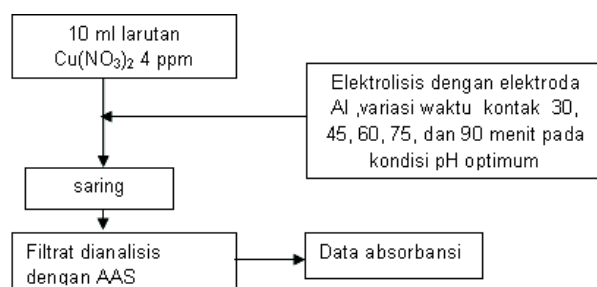 10 ml larutan
Cu(NO₃)₂ 4 ppm
Elektrolisis dengan elektroda
Al ,variasi waktu kontak 30,
45, 60, 75, dan 90 menit pada
kondisi pH optimum
saring
Filtrat dianalisis
dengan AAS
Data absorbansi